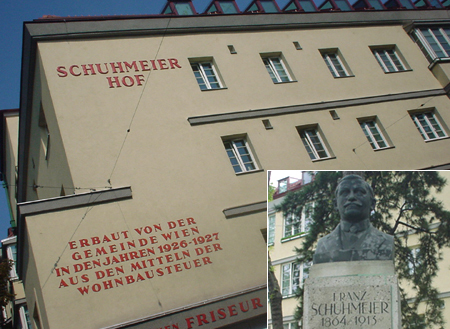 SCHUHMEIER
HOF
ERBAUT VON DER
GEMEINDE WIEN
IN DEN JAHREN 1926-1927
AUS DEN MITTELN DER
WOHNBAUSTEUER
FRISEUR
FRANZ
SCHUHMEIER
1864-1913